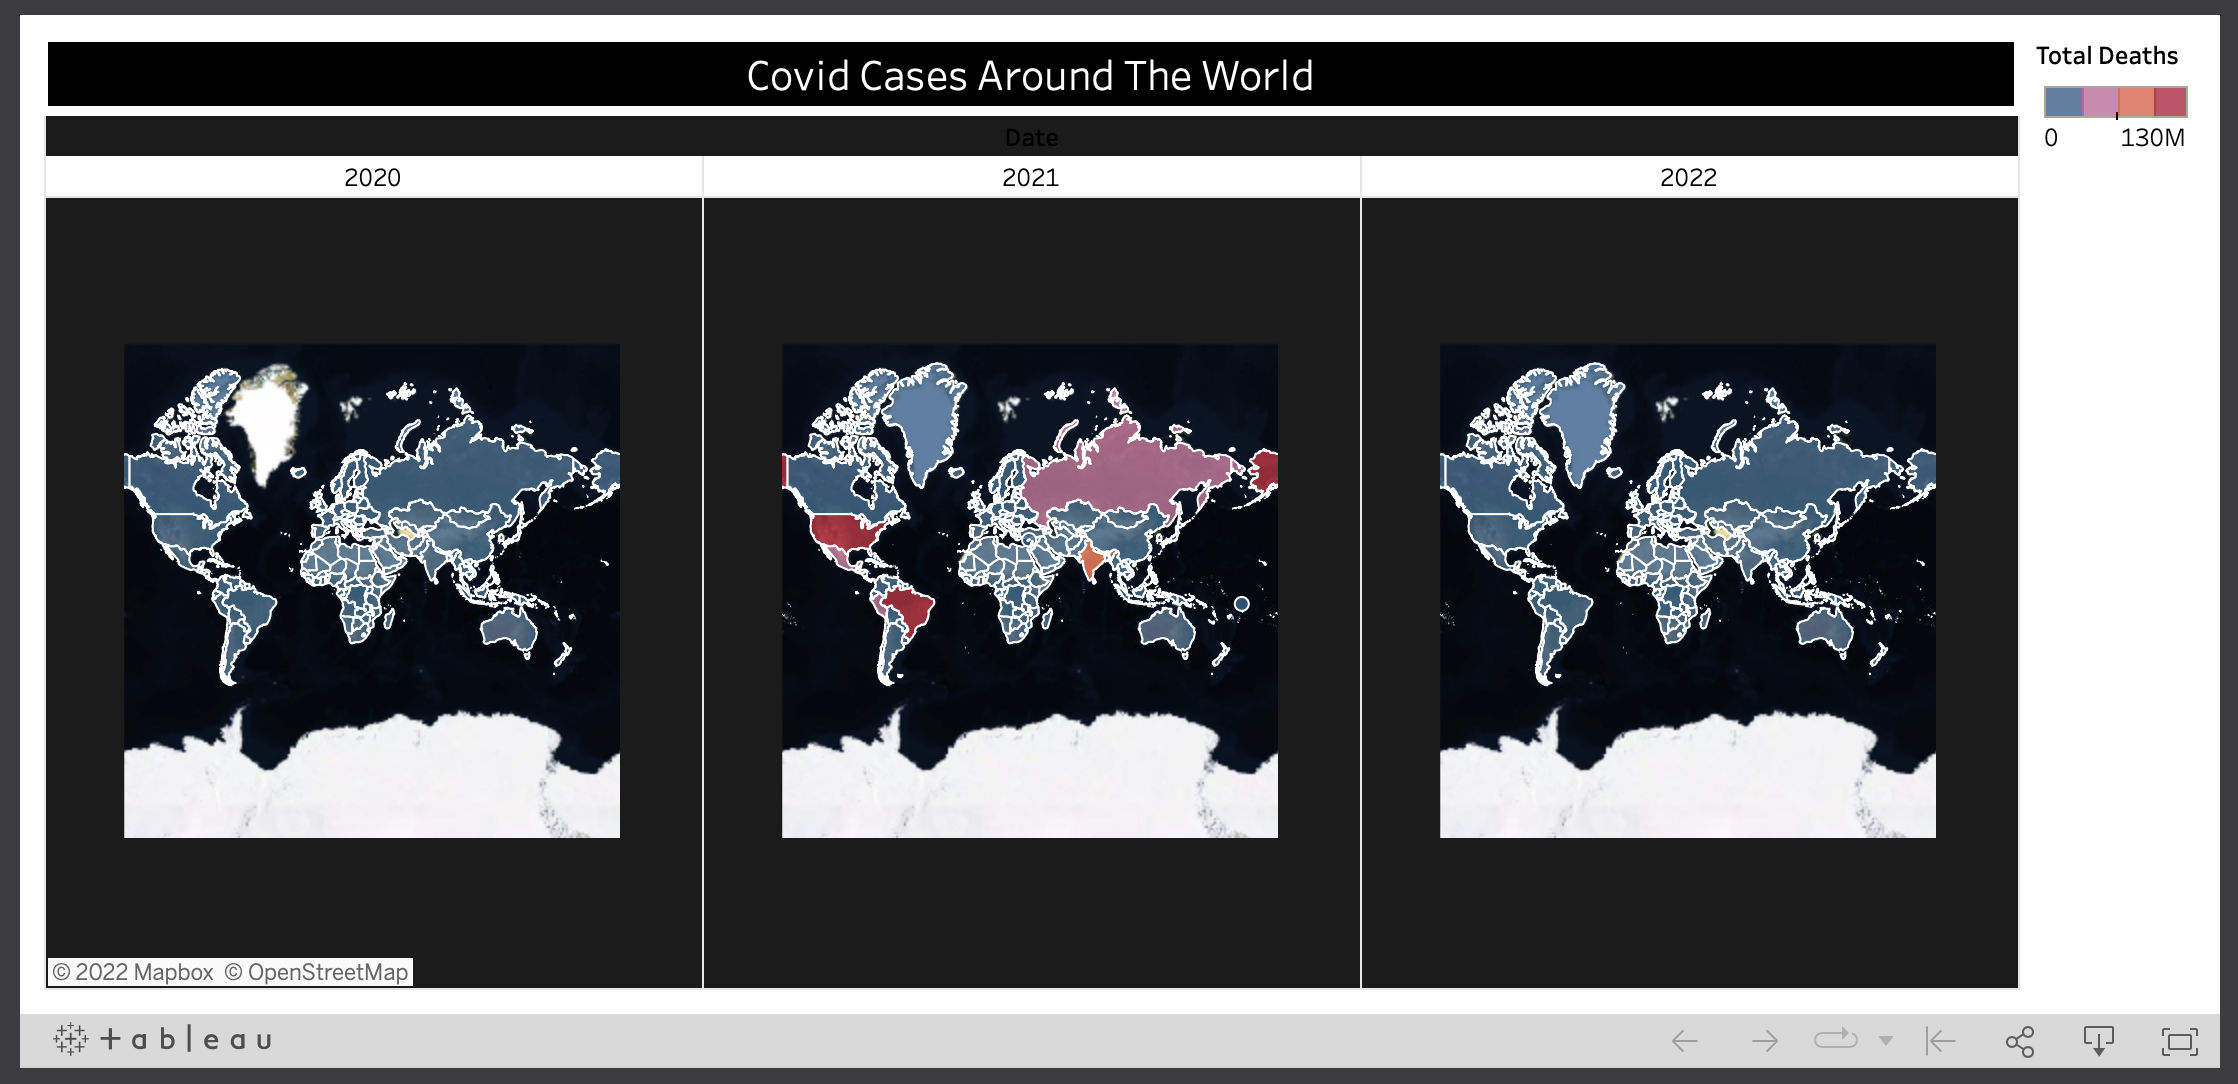 Covid Cases Around The World
Total Deaths
0 130M
Date
2020 2021 2022
© 2022 Mapbox © OpenStreetMap
+ a b | e a u